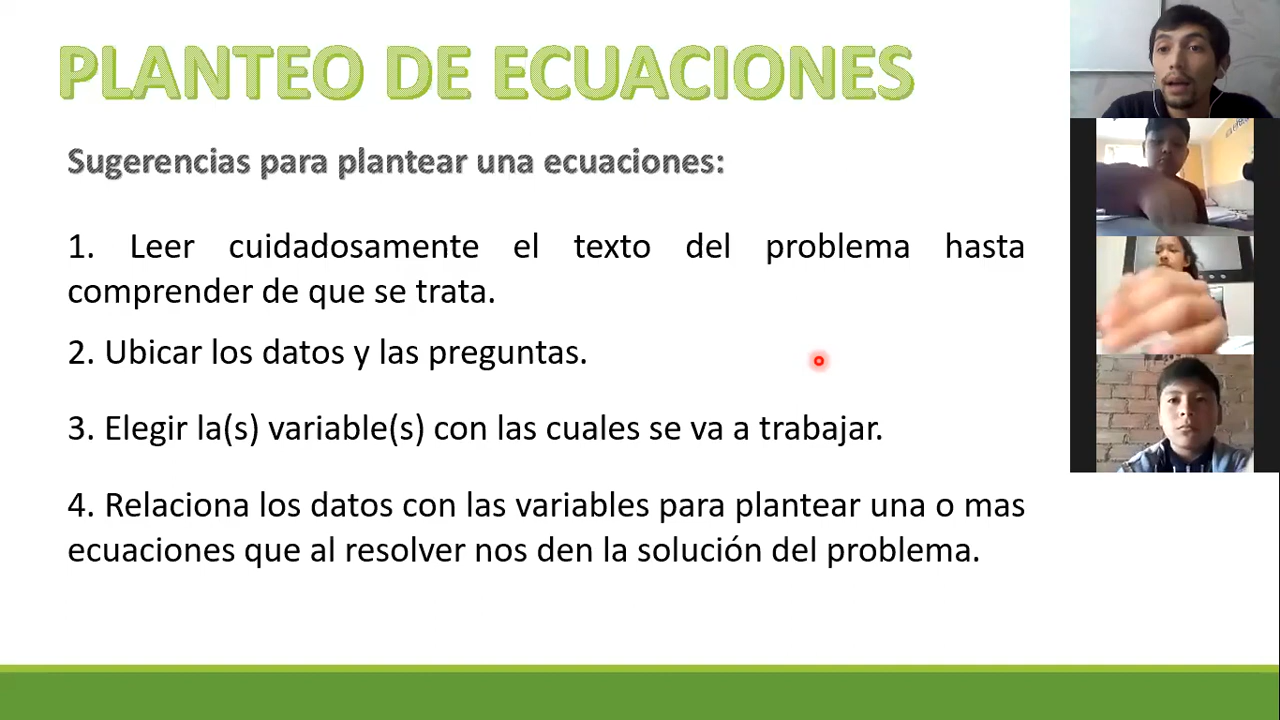 PLANTEO DE ECUACIONES
Sugerencias para plantear una ecuaciones:
1. Leer cuidadosamente el texto del problema hasta
comprender de que se trata.
2. Ubicar los datos y las preguntas.
3. Elegir la(s) variable(s) con las cuales se va a trabajar.
4. Relaciona los datos con las variables para plantear una o mas
ecuaciones que al resolver nos den la solución del problema.